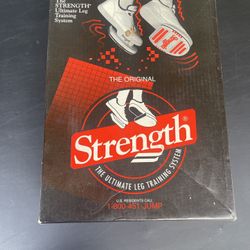 The
STRENGTH®
Ultimate Leg
Training
System
THE ORIGINAL
Strength®
THE ULTIMATE LEG TRAINING SYSTEM
U.S. RESIDENTS CALL
1-800-451-JUMP